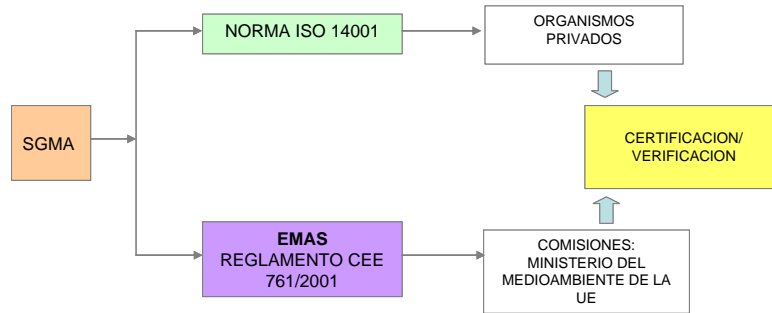 NORMA ISO 14001
ORGANISMOS
PRIVADOS
SGMA
CERTIFICACION/
VERIFICACION
EMAS
REGLAMENTO CEE
761/2001
COMISIONES:
MINISTERIO DEL
MEDIOAMBIENTE DE LA
UE